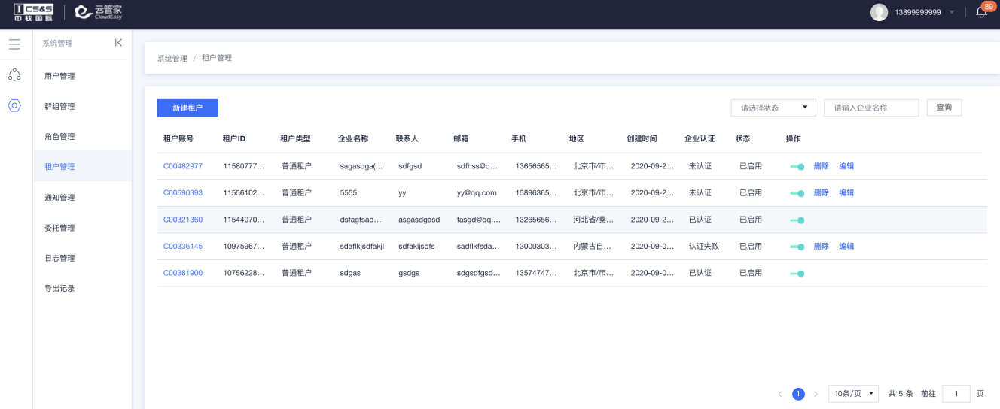 CS&S 中软国际 云管家 CloudEasy 13899999999 89
系统管理
用户管理
群组管理
角色管理
租户管理
通知管理
委托管理
日志管理
导出记录
系统管理 / 租户管理
新建租户 请选择状态 请输入企业名称 查询
租户账号 租户ID 租户类型 企业名称 联系人 邮箱 手机 地区 创建时间 企业认证 状态 操作
C00482977 11580777... 普通租户 sagasdga(... sdfgsd sdfhss@q... 13656565... 北京市/市... 2020-09-2... 未认证 已启用 删除 编辑
C00590393 11556102... 普通租户 5555 yy yy@qq.com 15896365... 北京市/市... 2020-09-2... 未认证 已启用 删除 编辑
C00321360 11544070... 普通租户 dsfagfsad... asgasdgasd fasgd@qq.... 13265656... 河北省/秦... 2020-09-2... 已认证 已启用
C00336145 10975967... 普通租户 sdaflkjsdfakjl sdfakljsdfs sadflkfsda... 13000303... 内蒙古自... 2020-09-0... 认证失败 已启用 删除 编辑
C00381900 10756228... 普通租户 sdgas gsdgs sdgsdfgsd... 13574747... 北京市/市... 2020-09-0... 已认证 已启用
1 10条/页 共 5 条 前往 1 页